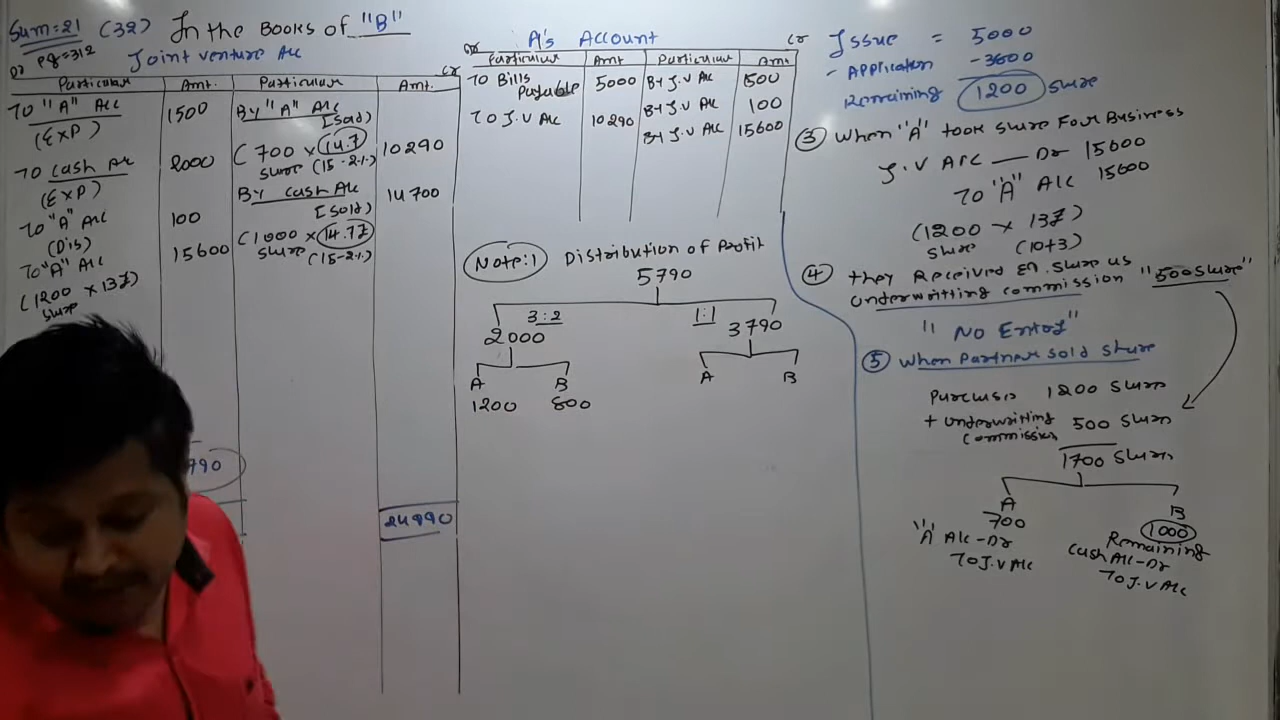 Sum=21 (32) In the Books of "B"
pg=312
Joint venture A/c
Dr
Cr
Particular Amt. Particular Amt.
To "A" A/c 1500 By "A" A/c
(EXP) [Sold)
(700 × 14.7 10290
Share (15-2%)
To cash A/c 2000
(EXP) By cash A/c 14700
[Sold)
To "A" A/c 100
(Dis) (1000 × 14.7)
Share (15-2%)
To "A" A/c 15600
(1200 × 13)
Share
790
24990
A's Account
Dr
Cr
Particular Amt Particular Amt.
To Bills 5000 By J.V A/c 1500
Payable By J.V A/c 100
To J.V A/c 10290 By J.V A/c 15600
Note:1 Distribution of Profit
5790
3:2 1:1
2000 3790
A B A B
1200 800
Issue = 5000
- Application -3800
Remaining 1200 Share
③ When "A" took share For Business
J.V A/c — Dr 15600
To "A" A/c 15600
(1200 × 13)
Share (10+3)
④ They Received Eq. Share as
underwritting commission "500 Share"
" No Entry"
⑤ When Partner sold share
Purchase 1200 Share
+ underwritting 500 Share
commission
1700 Share
A B
700 1000
Remaining
"A" A/c - Dr Cash A/c - Dr
To J.V A/c To J.V A/c